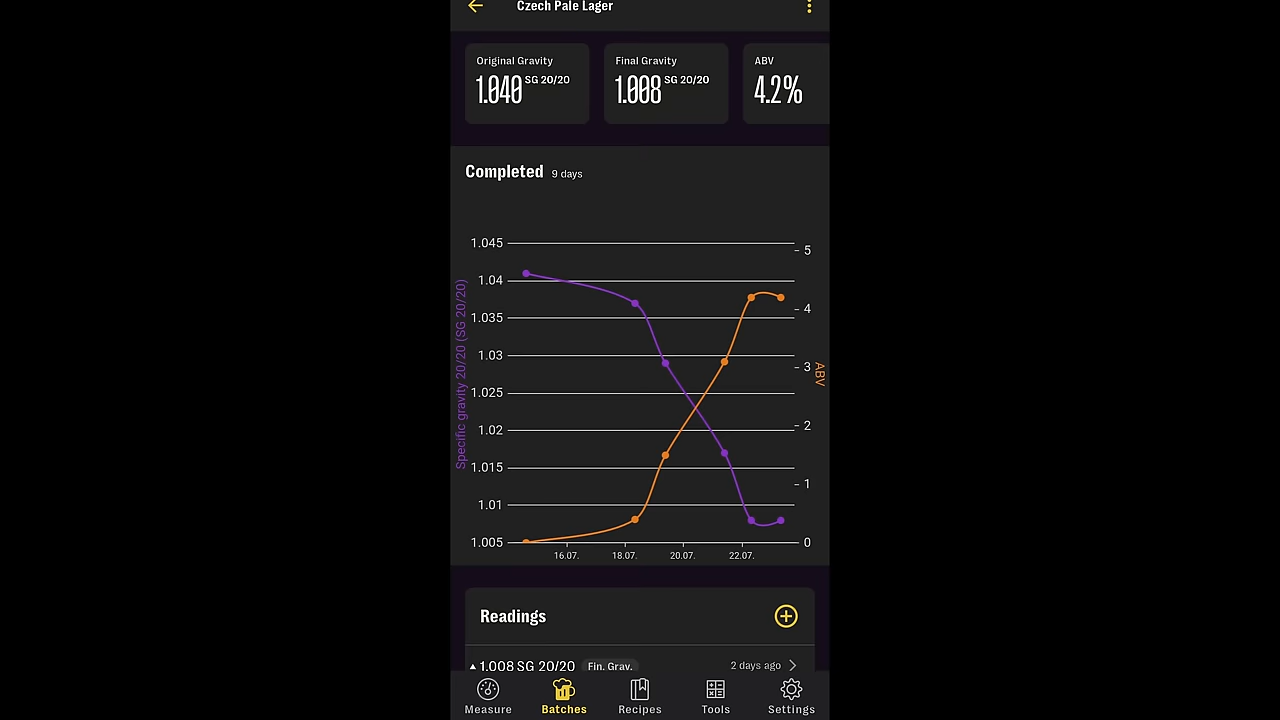 Czech Pale Lager
Original Gravity
1.040 SG 20/20
Final Gravity
1.008 SG 20/20
ABV
4.2%
Completed 9 days
Specific gravity 20/20 (SG 20/20)
1.045
1.04
1.035
1.03
1.025
1.02
1.015
1.01
1.005
5
4
3
2
1
0
ABV
16.07. 18.07. 20.07. 22.07.
Readings
1.008 SG 20/20 Fin. Grav. 2 days ago
Measure Batches Recipes Tools Settings